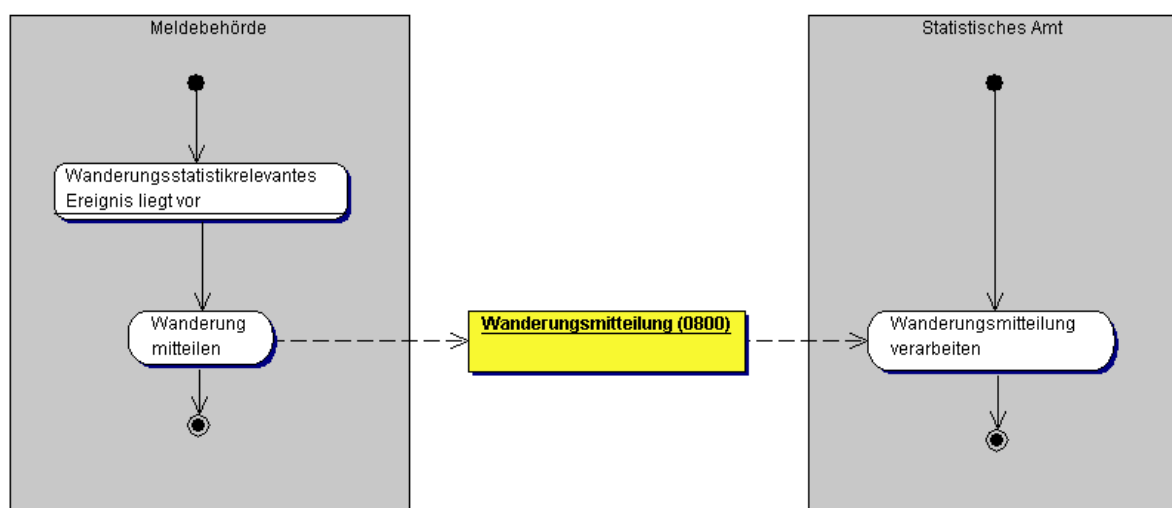 Meldebehörde
Statistisches Amt
Wanderungsstatistikrelevantes
Ereignis liegt vor
Wanderung
mitteilen
Wanderungsmitteilung (0800)
Wanderungsmitteilung
verarbeiten